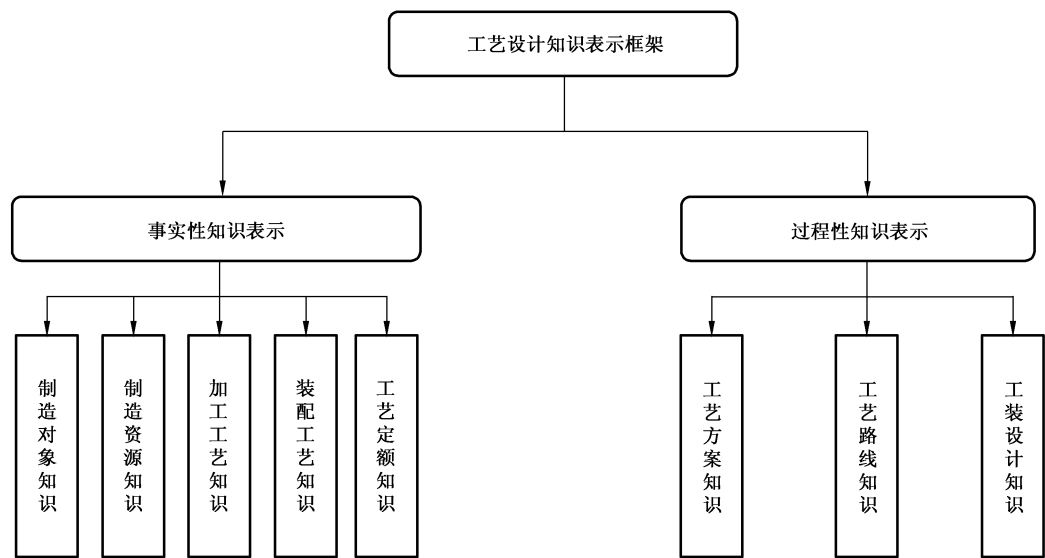 工艺设计知识表示框架
事实性知识表示
过程性知识表示
制造对象知识
制造资源知识
加工工艺知识
装配工艺知识
工艺定额知识
工艺方案知识
工艺路线知识
工装设计知识